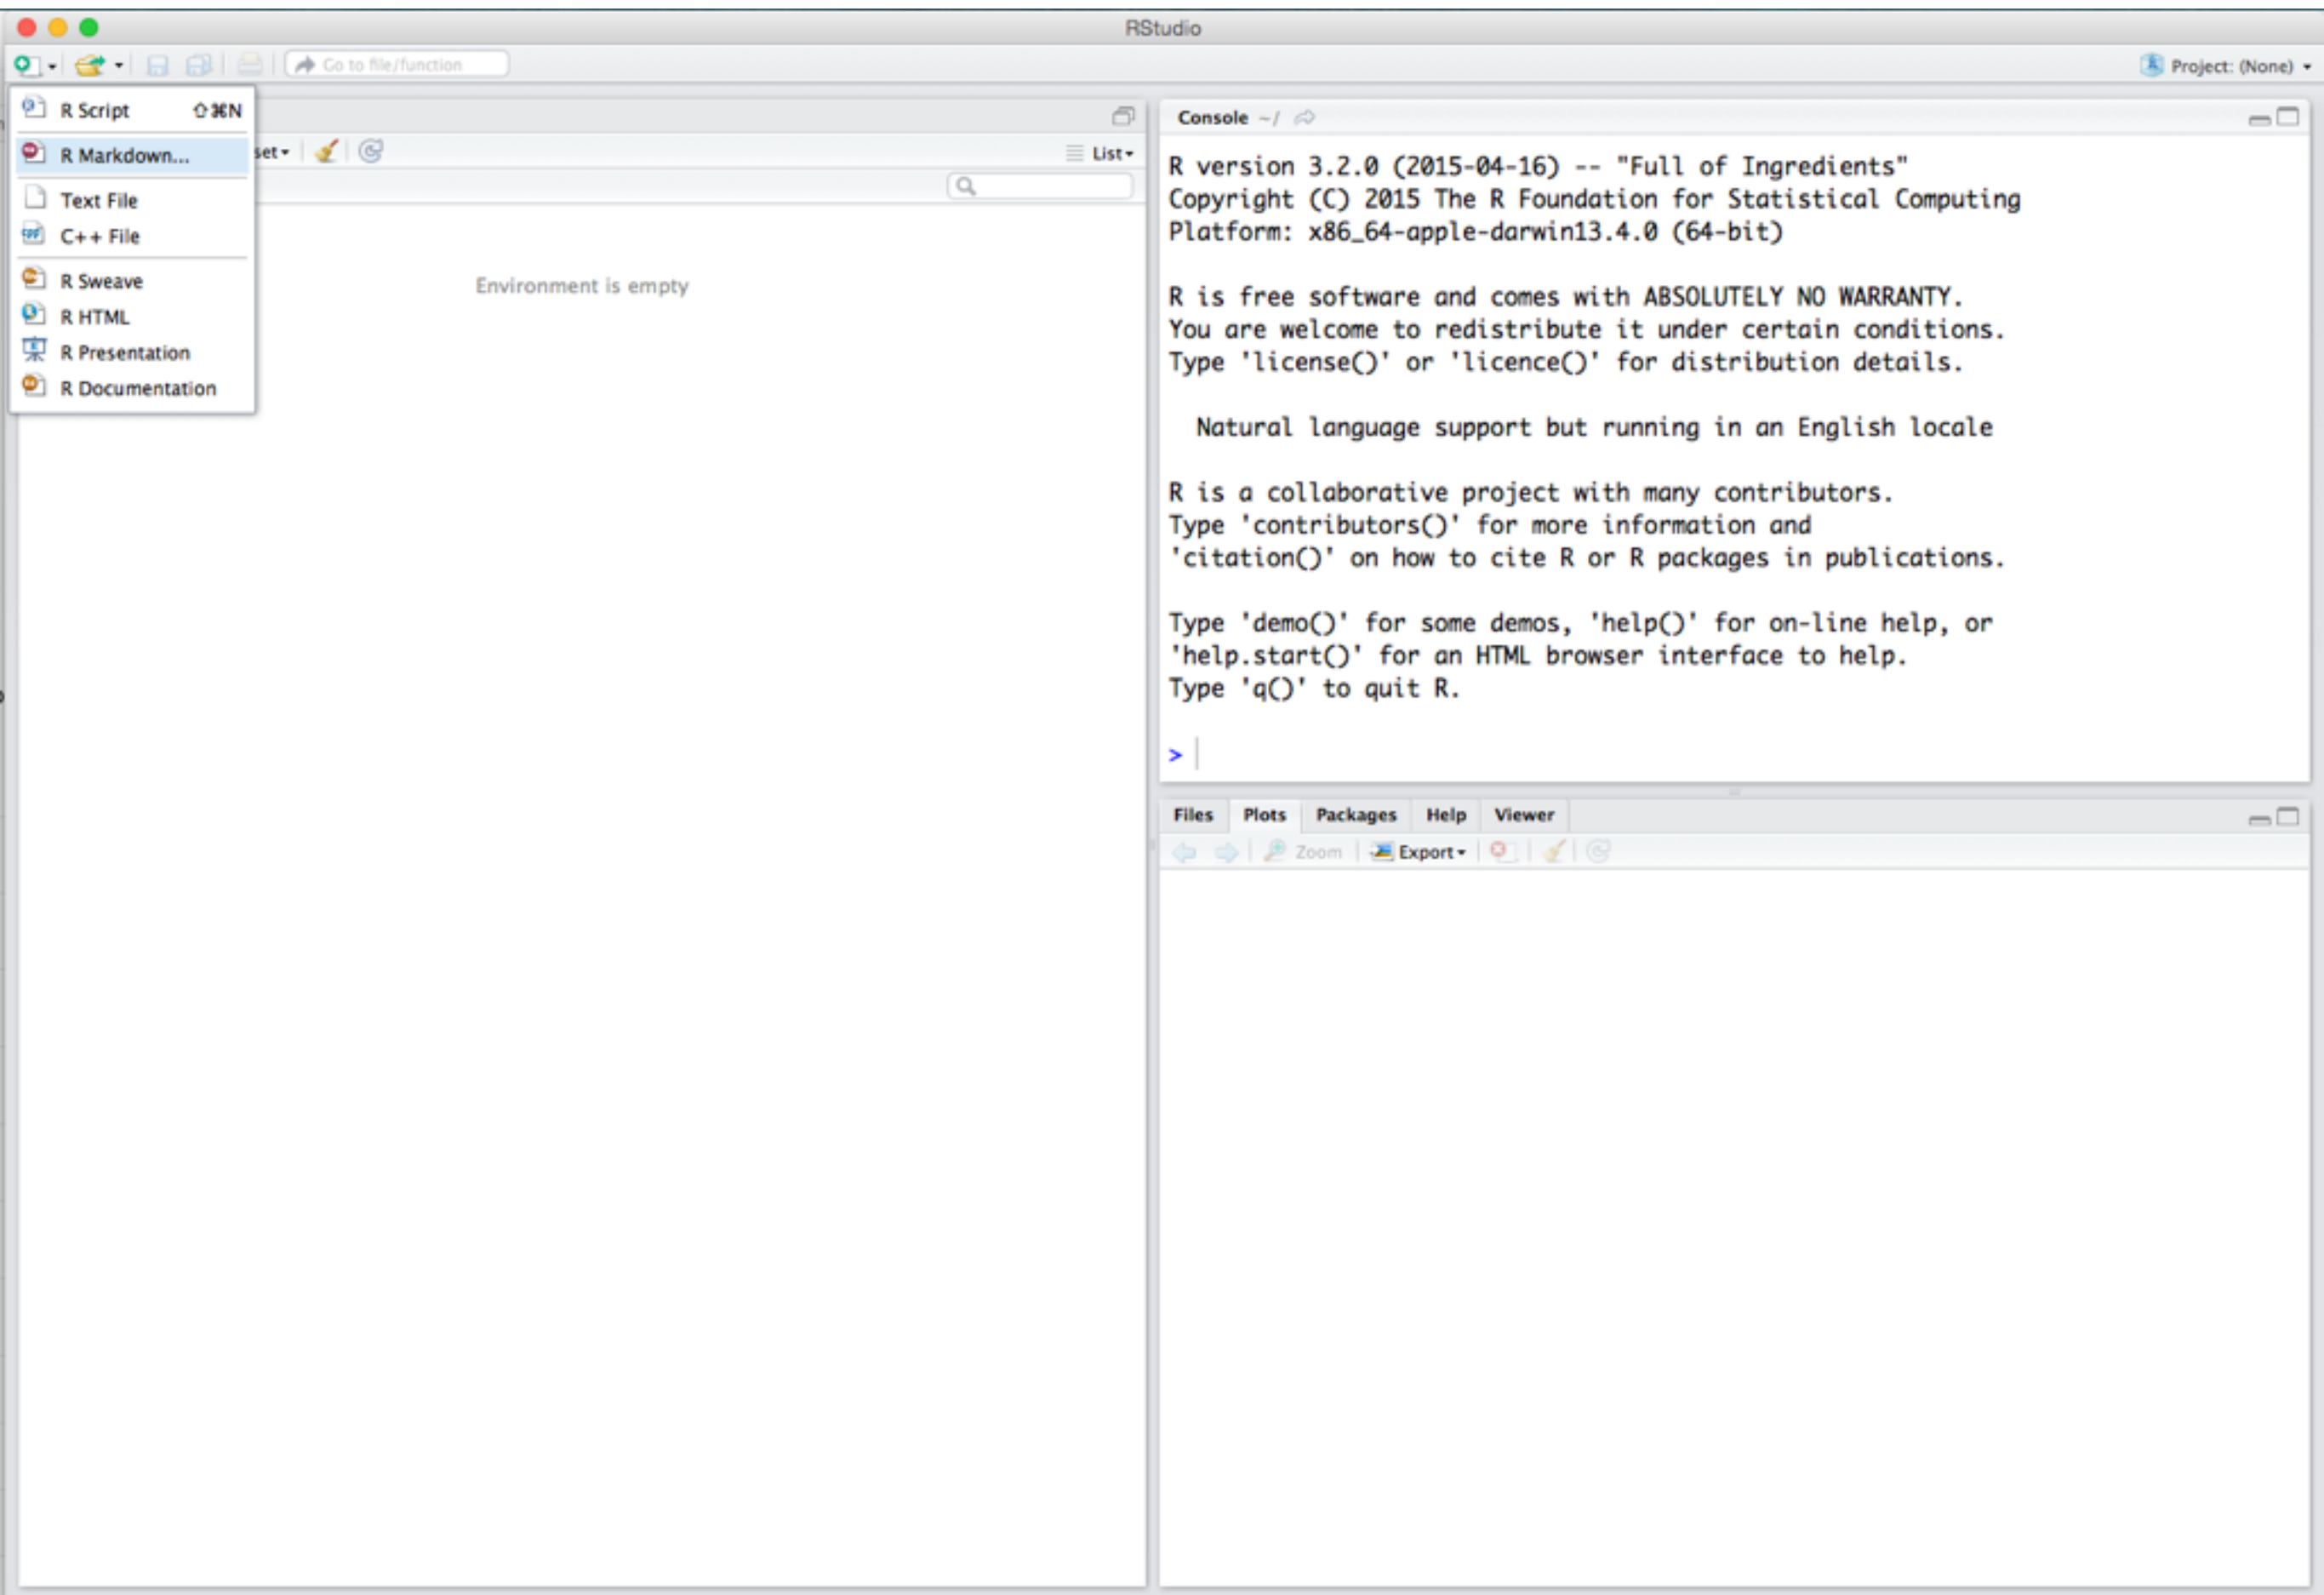 RStudio
Go to file/function
Project: (None)
R Script ⇧⌘N
R Markdown...
Text File
C++ File
R Sweave
R HTML
R Presentation
R Documentation
set
List
Environment is empty
Console ~/
R version 3.2.0 (2015-04-16) -- "Full of Ingredients"
Copyright (C) 2015 The R Foundation for Statistical Computing
Platform: x86_64-apple-darwin13.4.0 (64-bit)
R is free software and comes with ABSOLUTELY NO WARRANTY.
You are welcome to redistribute it under certain conditions.
Type 'license()' or 'licence()' for distribution details.
Natural language support but running in an English locale
R is a collaborative project with many contributors.
Type 'contributors()' for more information and
'citation()' on how to cite R or R packages in publications.
Type 'demo()' for some demos, 'help()' for on-line help, or
'help.start()' for an HTML browser interface to help.
Type 'q()' to quit R.
>
Files Plots Packages Help Viewer
Zoom Export